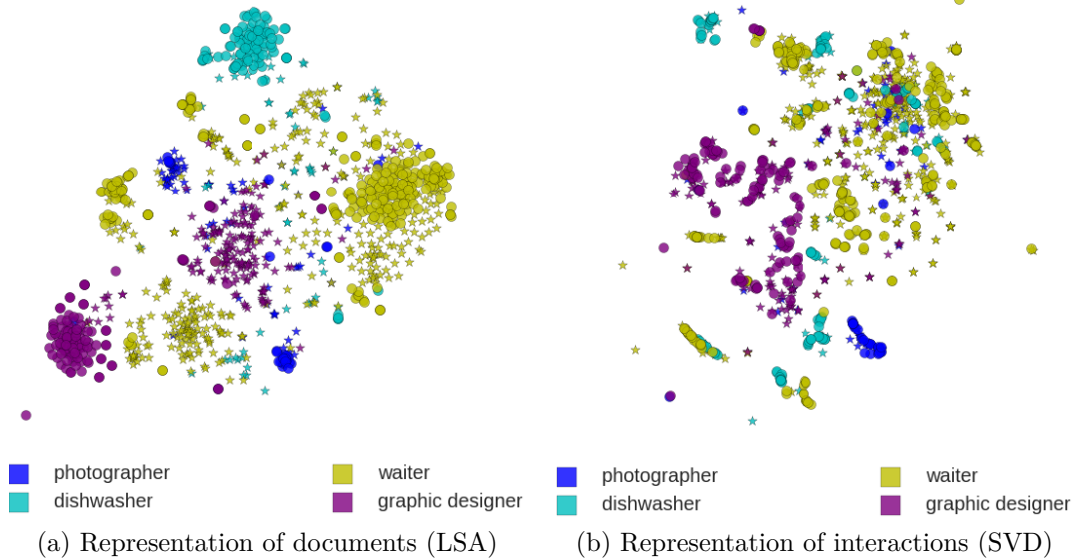 photographer
waiter
dishwasher
graphic designer
(a) Representation of documents (LSA)
photographer
waiter
dishwasher
graphic designer
(b) Representation of interactions (SVD)